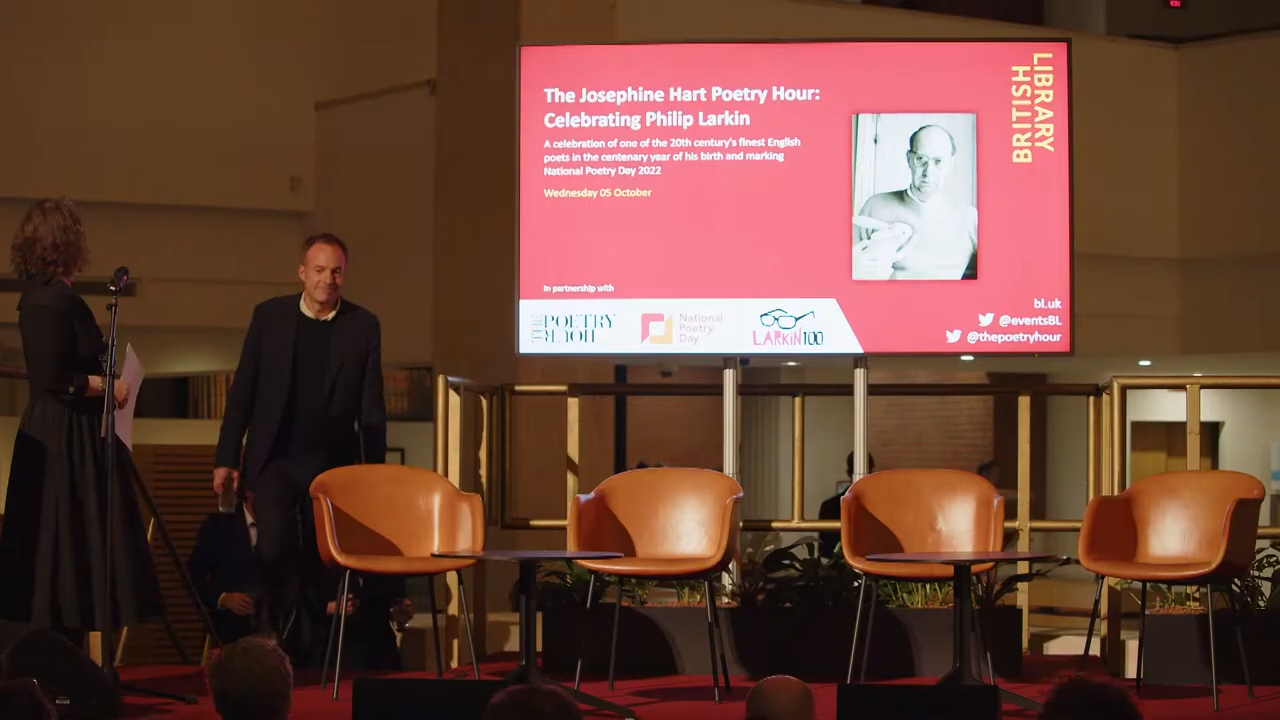 The Josephine Hart Poetry Hour:
Celebrating Philip Larkin
A celebration of one of the 20th century's finest English
poets in the centenary year of his birth and marking
National Poetry Day 2022
Wednesday 05 October
In partnership with
THE POETRY
HOUR
National
Poetry
Day
LARKiN100
BRITISH
LIBRARY
bl.uk
@eventsBL
@thepoetryhour